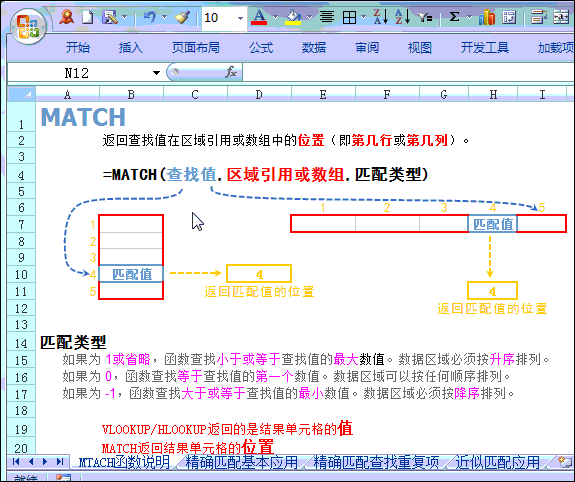 10
开始 插入 页面布局 公式 数据 审阅 视图 开发工具 加载项
N12 fx
A B C D E F G H I
1 MATCH
2 返回查找值在区域引用或数组中的位置（即第几行或第几列）。
3
4 =MATCH(查找值,区域引用或数组,匹配类型)
5
6 1 2 3 4 5
7 1 匹配值
8 2
9 3
10 4 匹配值 4
11 5 返回匹配值的位置 4
12 返回匹配值的位置
13
14 匹配类型
15 如果为 1或省略，函数查找小于或等于查找值的最大数值。数据区域必须按升序排列。
16 如果为 0，函数查找等于查找值的第一个数值。数据区域可以按任何顺序排列。
17 如果为 -1，函数查找大于或等于查找值的最小数值。数据区域必须按降序排列。
18
19 VLOOKUP/HLOOKUP返回的是结果单元格的值
20 MATCH返回结果单元格的位置
MTACH函数说明 精确匹配基本应用 精确匹配查找重复项 近似匹配应用
就绪